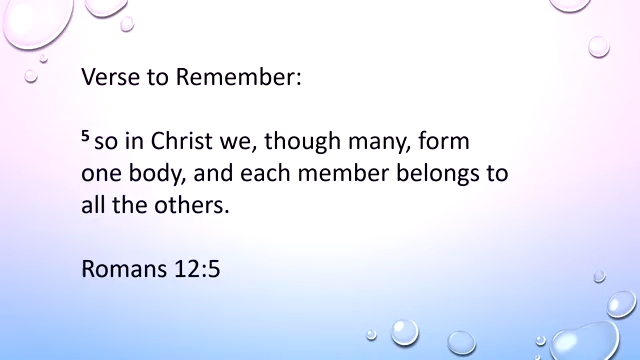 Verse to Remember:
5 so in Christ we, though many, form
one body, and each member belongs to
all the others.
Romans 12:5